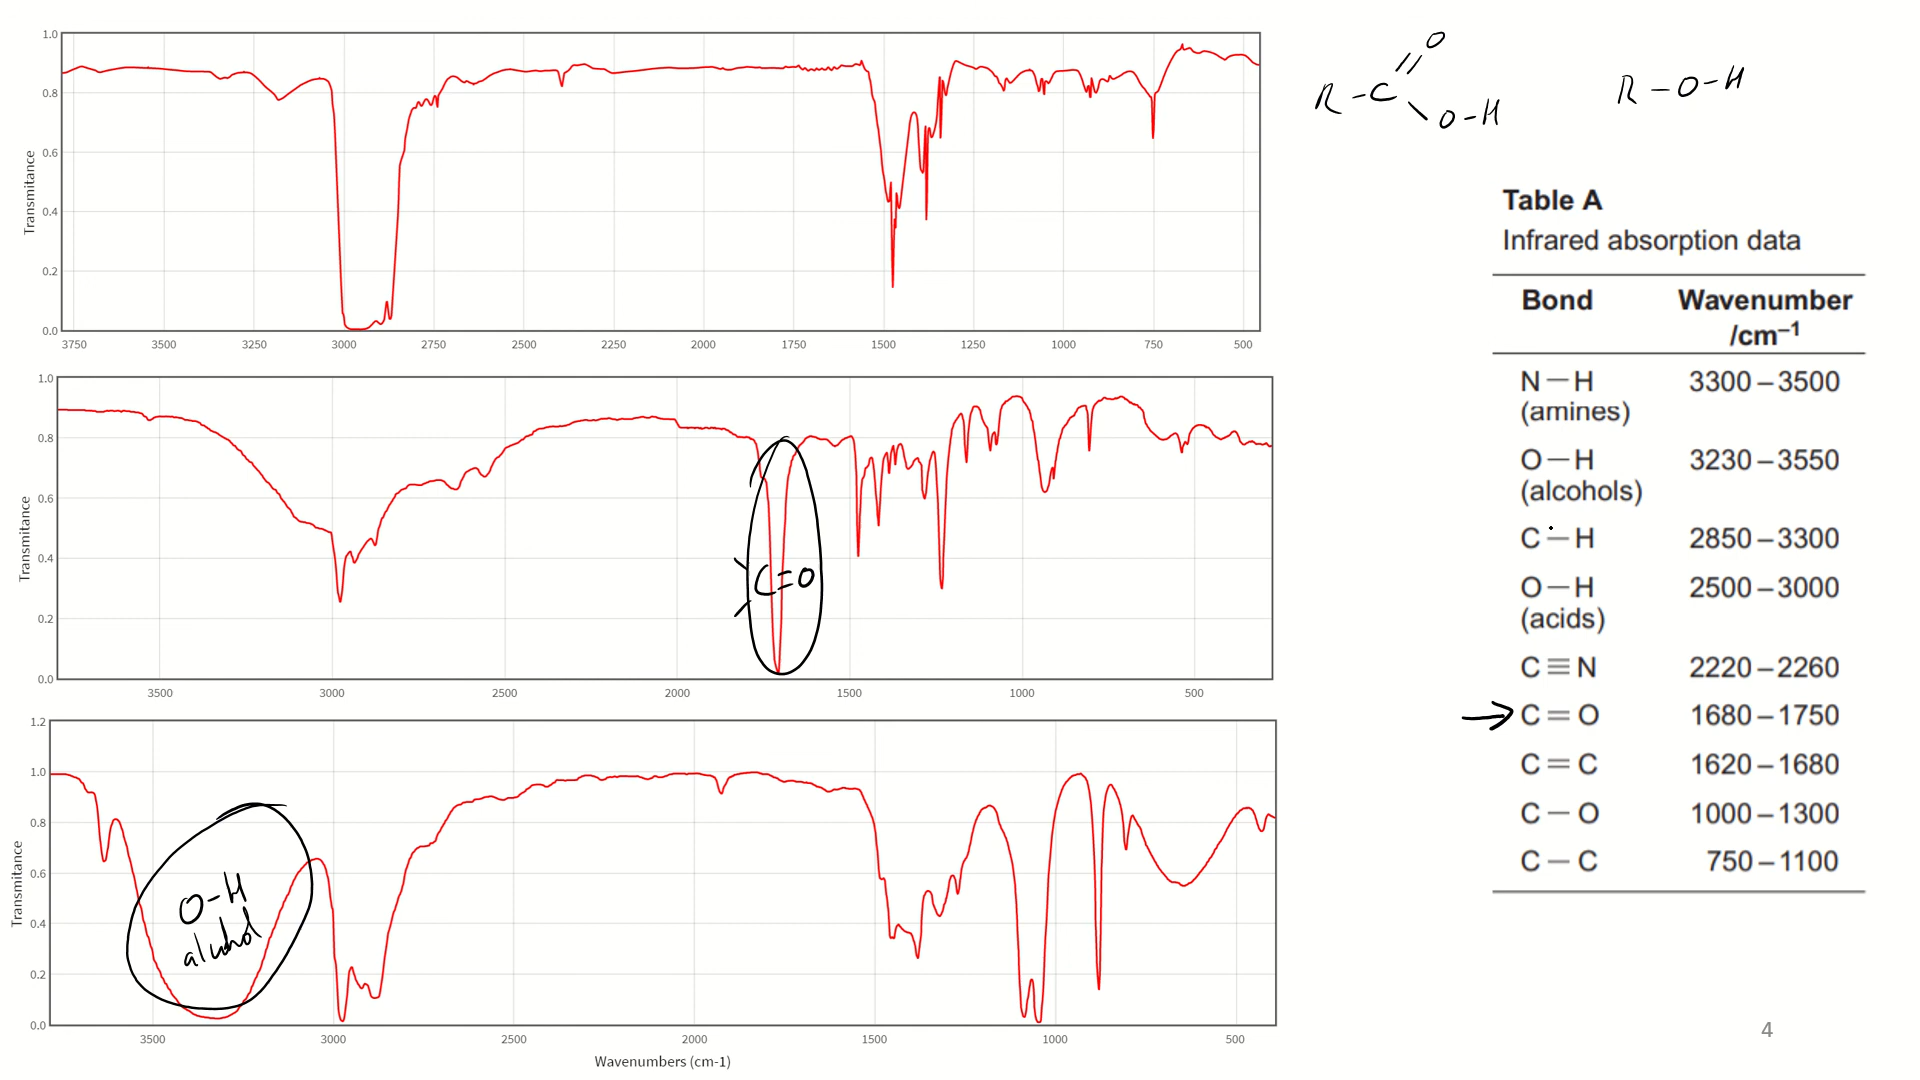 1.0
0.8
0.6
0.4
0.2
0.0
Transmitance
3750 3500 3250 3000 2750 2500 2250 2000 1750 1500 1250 1000 750 500
1.0
0.8
0.6
0.4
0.2
0.0
Transmitance
C=O
3500 3000 2500 2000 1500 1000 500
1.2
1.0
0.8
0.6
0.4
0.2
0.0
Transmitance
O-H
3500 3000 2500 2000 1500 1000 500
Wavenumbers (cm-1)
O
R-C
O-H
R-O-H
Table A
Infrared absorption data
Bond Wavenumber
/cm⁻¹
N—H 3300–3500
(amines)
O—H 3230–3550
(alcohols)
C—H 2850–3300
O—H 2500–3000
(acids)
C≡N 2220–2260
C=O 1680–1750
C=C 1620–1680
C—O 1000–1300
C—C 750–1100
4